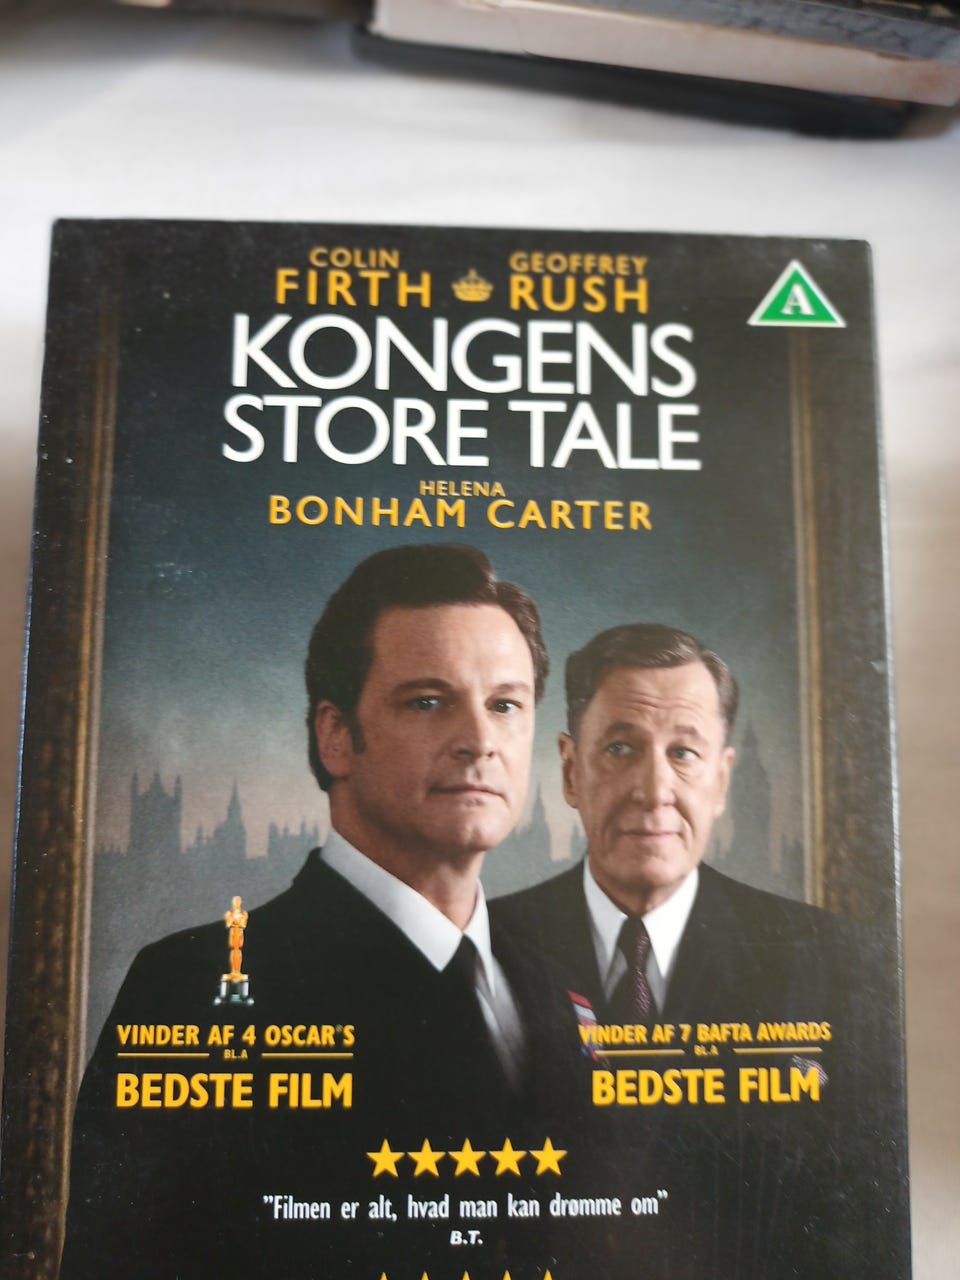 COLIN
FIRTH
GEOFFREY
RUSH
A
KONGENS
STORE TALE
HELENA
BONHAM CARTER
VINDER AF 4 OSCAR®S
BL.A
BEDSTE FILM
VINDER AF 7 BAFTA AWARDS
BL.A
BEDSTE FILM
"Filmen er alt, hvad man kan drømme om"
B.T.